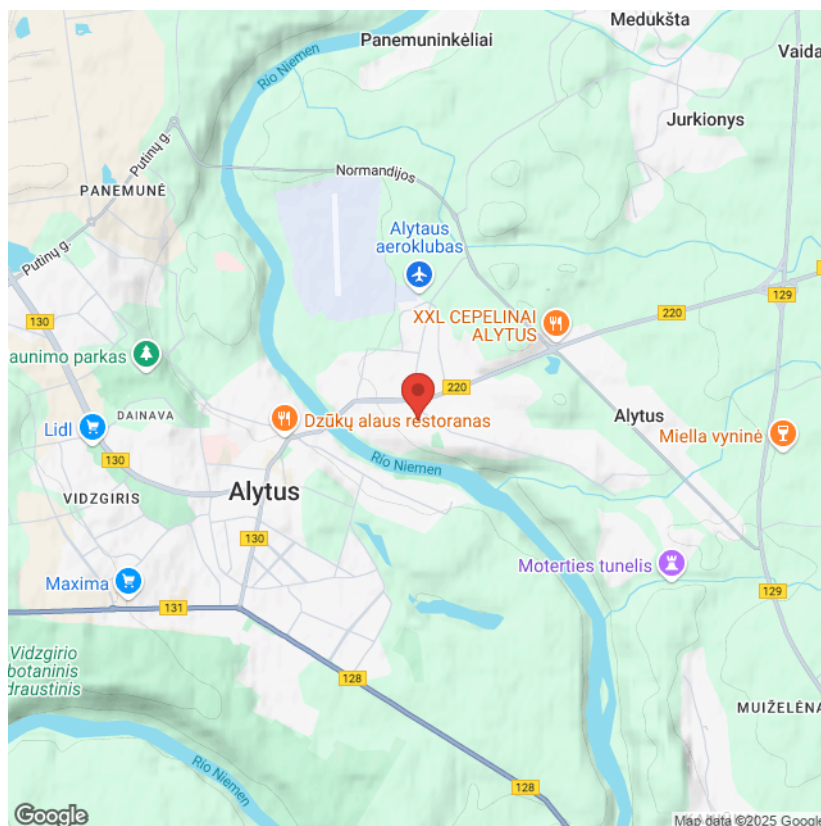 Medukšta
Panemuninkėliai
Vaida
Río Niemen
Jurkionys
Putinų g.
Normandijos
PANEMUNĖ
Alytaus
aeroklubas
Putinų g.
129
220
130
XXL CEPELINAI
ALYTUS
aunimo parkas
220
DAINAVA
Dzūkų alaus restoranas
Alytus
Lidl
Miella vyninė
130
Río Niemen
VIDZGIRIS
Alytus
130
Moterties tunelis
Maxima
129
131
Vidzgirio
botaninis
draustinis
128
MUIŽELĖNA
Río Niemen
128
Google
Map data ©2025 Google